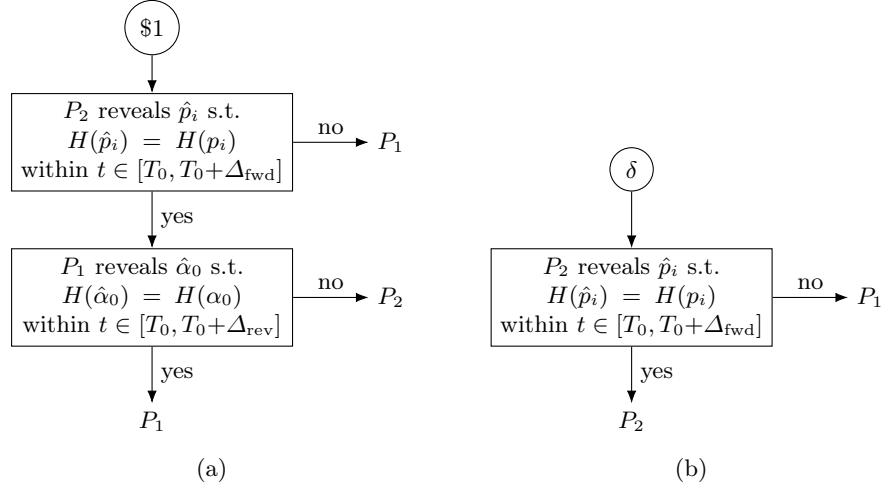 $1
P₂ reveals p̂ᵢ s.t.
H(p̂ᵢ) = H(pᵢ)
within t ∈ [T₀, T₀+Δ_fwd]
no
P₁
yes
P₁ reveals α̂₀ s.t.
H(α̂₀) = H(α₀)
within t ∈ [T₀, T₀+Δ_rev]
no
P₂
yes
P₁
(a)
δ
P₂ reveals p̂ᵢ s.t.
H(p̂ᵢ) = H(pᵢ)
within t ∈ [T₀, T₀+Δ_fwd]
no
P₁
yes
P₂
(b)